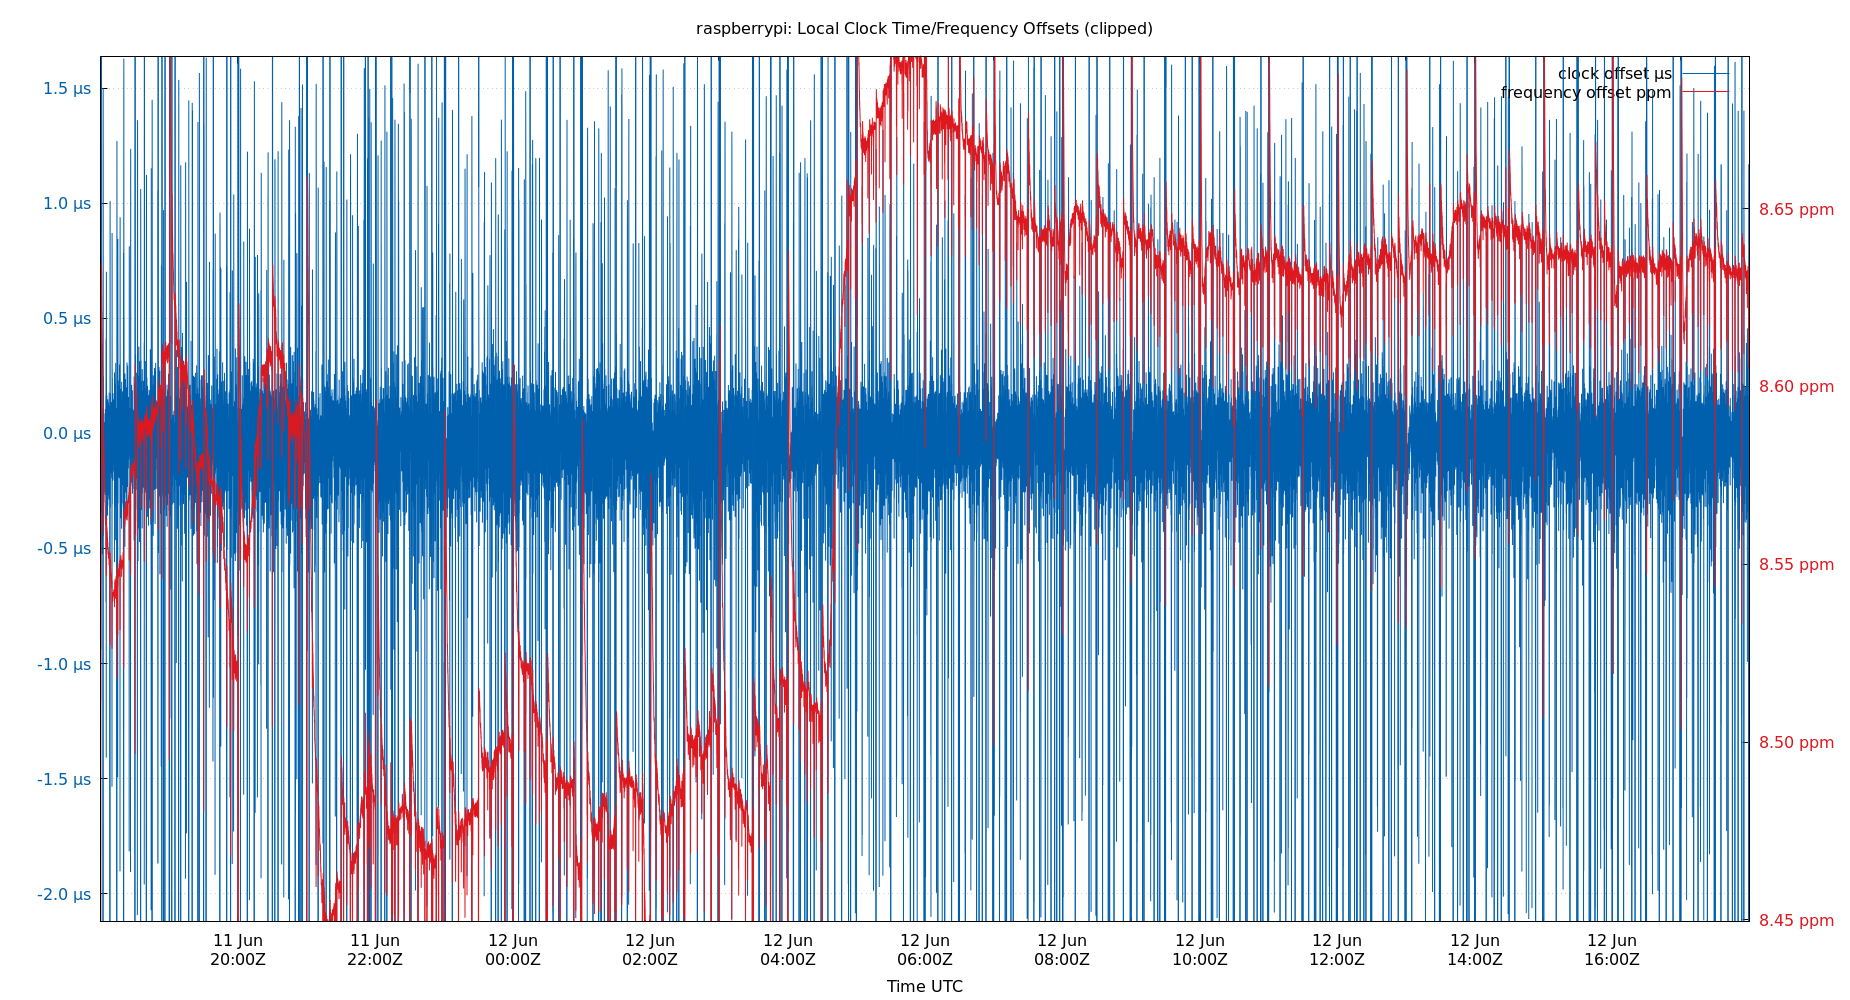 raspberrypi: Local Clock Time/Frequency Offsets (clipped)
clock offset µs
frequency offset ppm
1.5 µs
1.0 µs
0.5 µs
0.0 µs
-0.5 µs
-1.0 µs
-1.5 µs
-2.0 µs
8.65 ppm
8.60 ppm
8.55 ppm
8.50 ppm
8.45 ppm
11 Jun 11 Jun 12 Jun 12 Jun 12 Jun 12 Jun 12 Jun 12 Jun 12 Jun 12 Jun 12 Jun
20:00Z 22:00Z 00:00Z 02:00Z 04:00Z 06:00Z 08:00Z 10:00Z 12:00Z 14:00Z 16:00Z
Time UTC